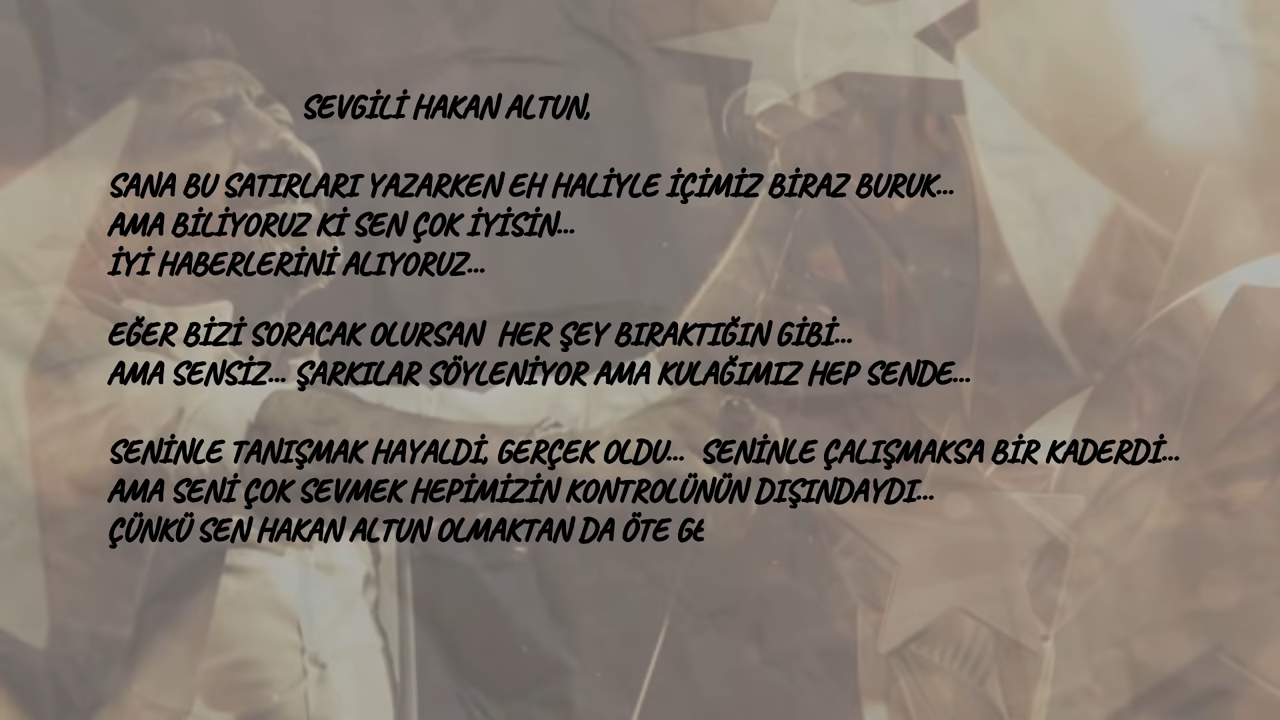 SEVGİLİ HAKAN ALTUN,
SANA BU SATIRLARI YAZARKEN EH HALİYLE İÇİMİZ BİRAZ BURUK...
AMA BİLİYORUZ Kİ SEN ÇOK İYİSİN...
İYİ HABERLERİNİ ALIYORUZ...
EĞER BİZİ SORACAK OLURSAN HER ŞEY BIRAKTIĞIN GİBİ...
AMA SENSİZ... ŞARKILAR SÖYLENİYOR AMA KULAĞIMIZ HEP SENDE...
SENİNLE TANIŞMAK HAYALDİ, GERÇEK OLDU... SENİNLE ÇALIŞMAKSA BİR KADERDİ...
AMA SENİ ÇOK SEVMEK HEPİMİZİN KONTROLÜNÜN DIŞINDAYDI...
ÇÜNKÜ SEN HAKAN ALTUN OLMAKTAN DA ÖTE